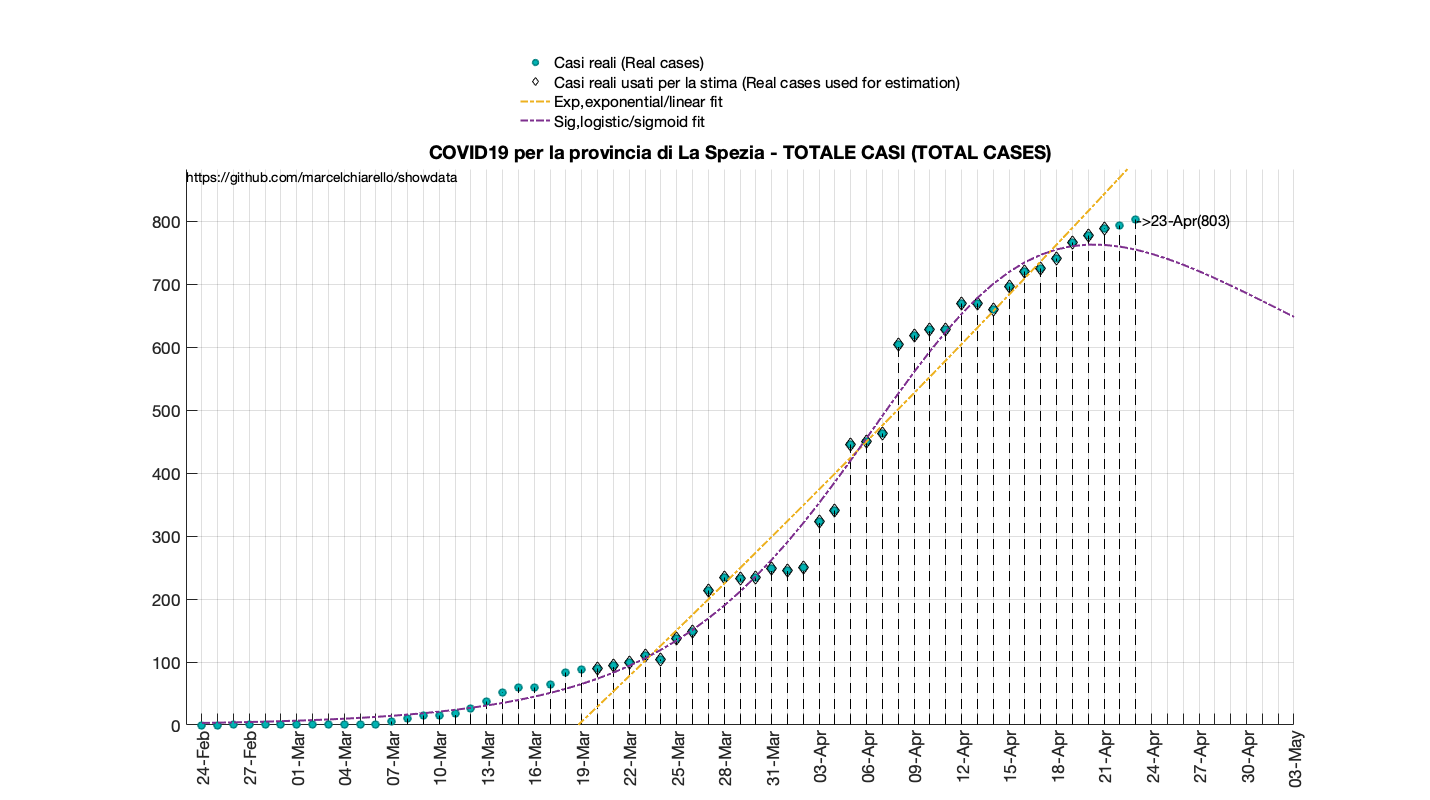 Casi reali (Real cases)
Casi reali usati per la stima (Real cases used for estimation)
Exp,exponential/linear fit
Sig,logistic/sigmoid fit
COVID19 per la provincia di La Spezia - TOTALE CASI (TOTAL CASES)
https://github.com/marcelchiarello/showdata
800
>23-Apr(803)
700
600
500
400
300
200
100
0
24-Feb
27-Feb
01-Mar
04-Mar
07-Mar
10-Mar
13-Mar
16-Mar
19-Mar
22-Mar
25-Mar
28-Mar
31-Mar
03-Apr
06-Apr
09-Apr
12-Apr
15-Apr
18-Apr
21-Apr
24-Apr
27-Apr
30-Apr
03-May